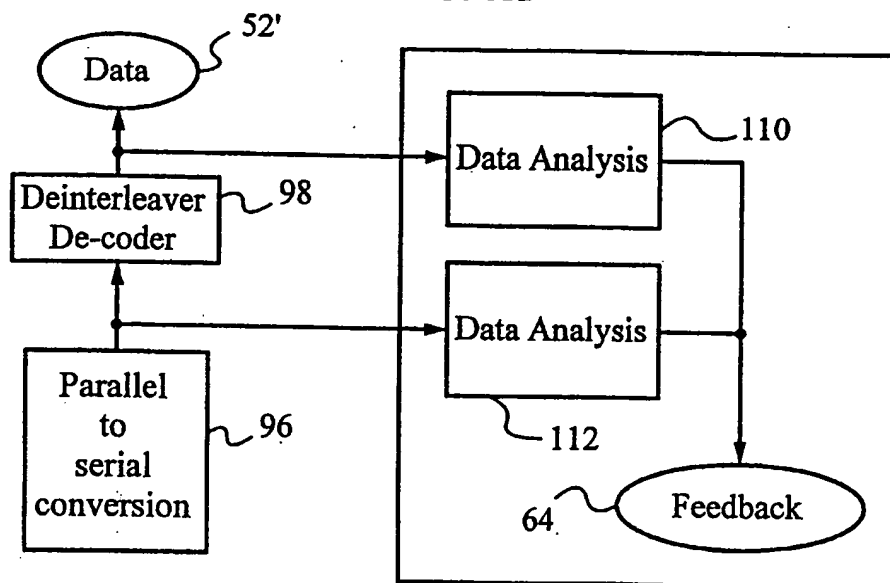 52'
Data
110
Data Analysis
Deinterleaver
De-coder
98
Data Analysis
Parallel
to
serial
conversion
96
112
64
Feedback